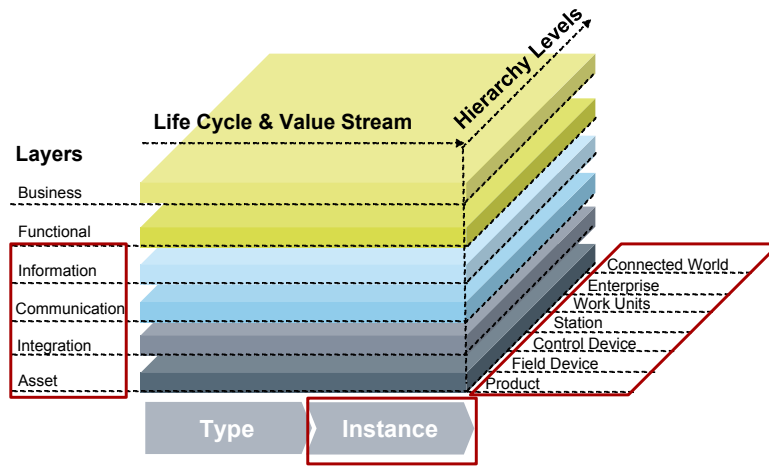 Hierarchy Levels
Life Cycle & Value Stream
Layers
Business
Functional
Information
Communication
Integration
Asset
Connected World
Enterprise
Work Units
Station
Control Device
Field Device
Product
Type
Instance